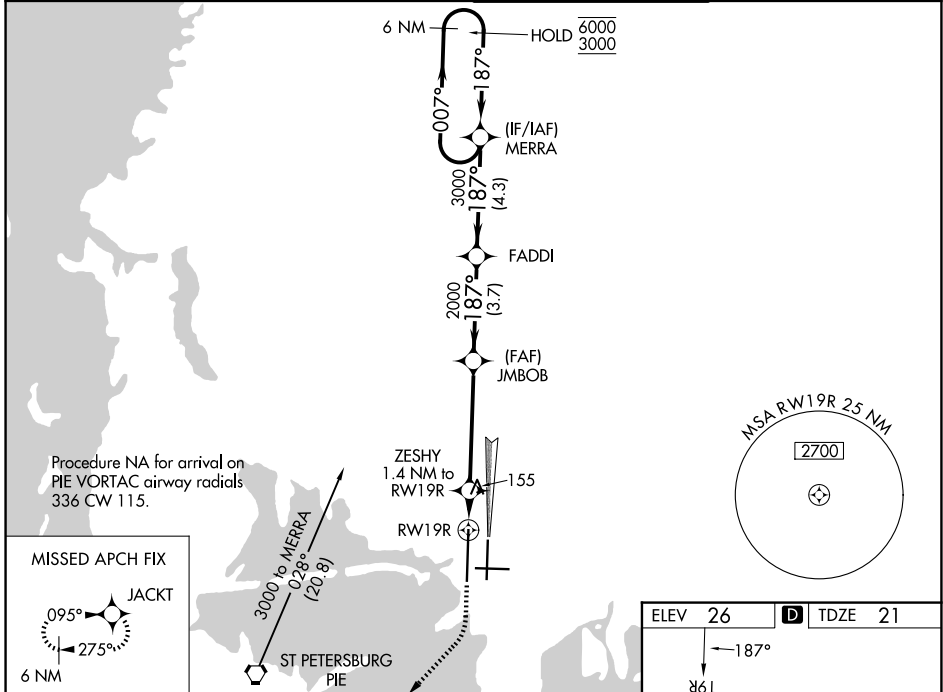 6 NM
HOLD
6000
3000
187°
007°
(IF/IAF)
MERRA
3000
187°
(4.3)
FADDI
2000
187°
(3.7)
(FAF)
JMBOB
MSA RW19R 25 NM
2700
ZESHY
1.4 NM to
RW19R
155
Procedure NA for arrival on
PIE VORTAC airway radials
336 CW 115.
RW19R
3000 to MERRA
028°
(20.8)
MISSED APCH FIX
JACKT
095°
275°
6 NM
ST PETERSBURG
PIE
ELEV 26
D
TDZE 21
187°
19R